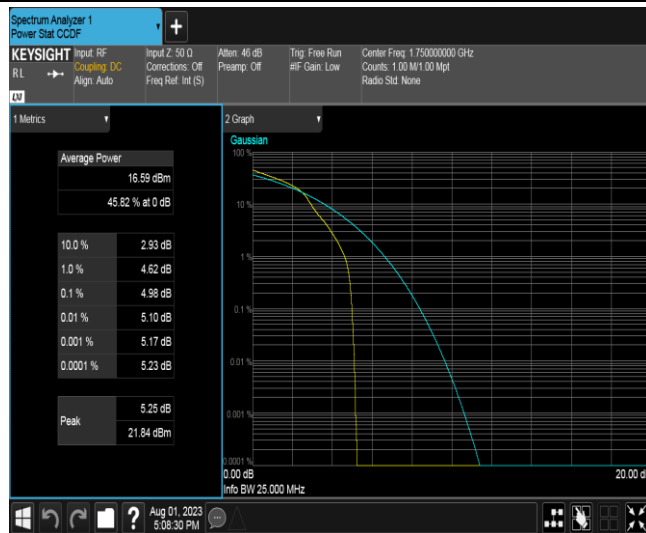 Spectrum Analyzer 1
Power Stat CCDF
+
KEYSIGHT
RL
LXI
Input: RF
Coupling: DC
Align: Auto
Input Z: 50 Ω
Corrections: Off
Freq Ref: Int (S)
Atten: 46 dB
Preamp: Off
Trig: Free Run
#IF Gain: Low
Center Freq: 1.750000000 GHz
Counts: 1.00 M/1.00 Mpt
Radio Std: None
1 Metrics
Average Power
16.59 dBm
45.82 % at 0 dB
10.0 % 2.93 dB
1.0 % 4.62 dB
0.1 % 4.98 dB
0.01 % 5.10 dB
0.001 % 5.17 dB
0.0001 % 5.23 dB
Peak
5.25 dB
21.84 dBm
2 Graph
Gaussian
100 %
10 %
1 %
0.1 %
0.01 %
0.001 %
0.0001 %
0.00 dB
20.00 d
Info BW 25.000 MHz
?
Aug 01, 2023
5:08:30 PM